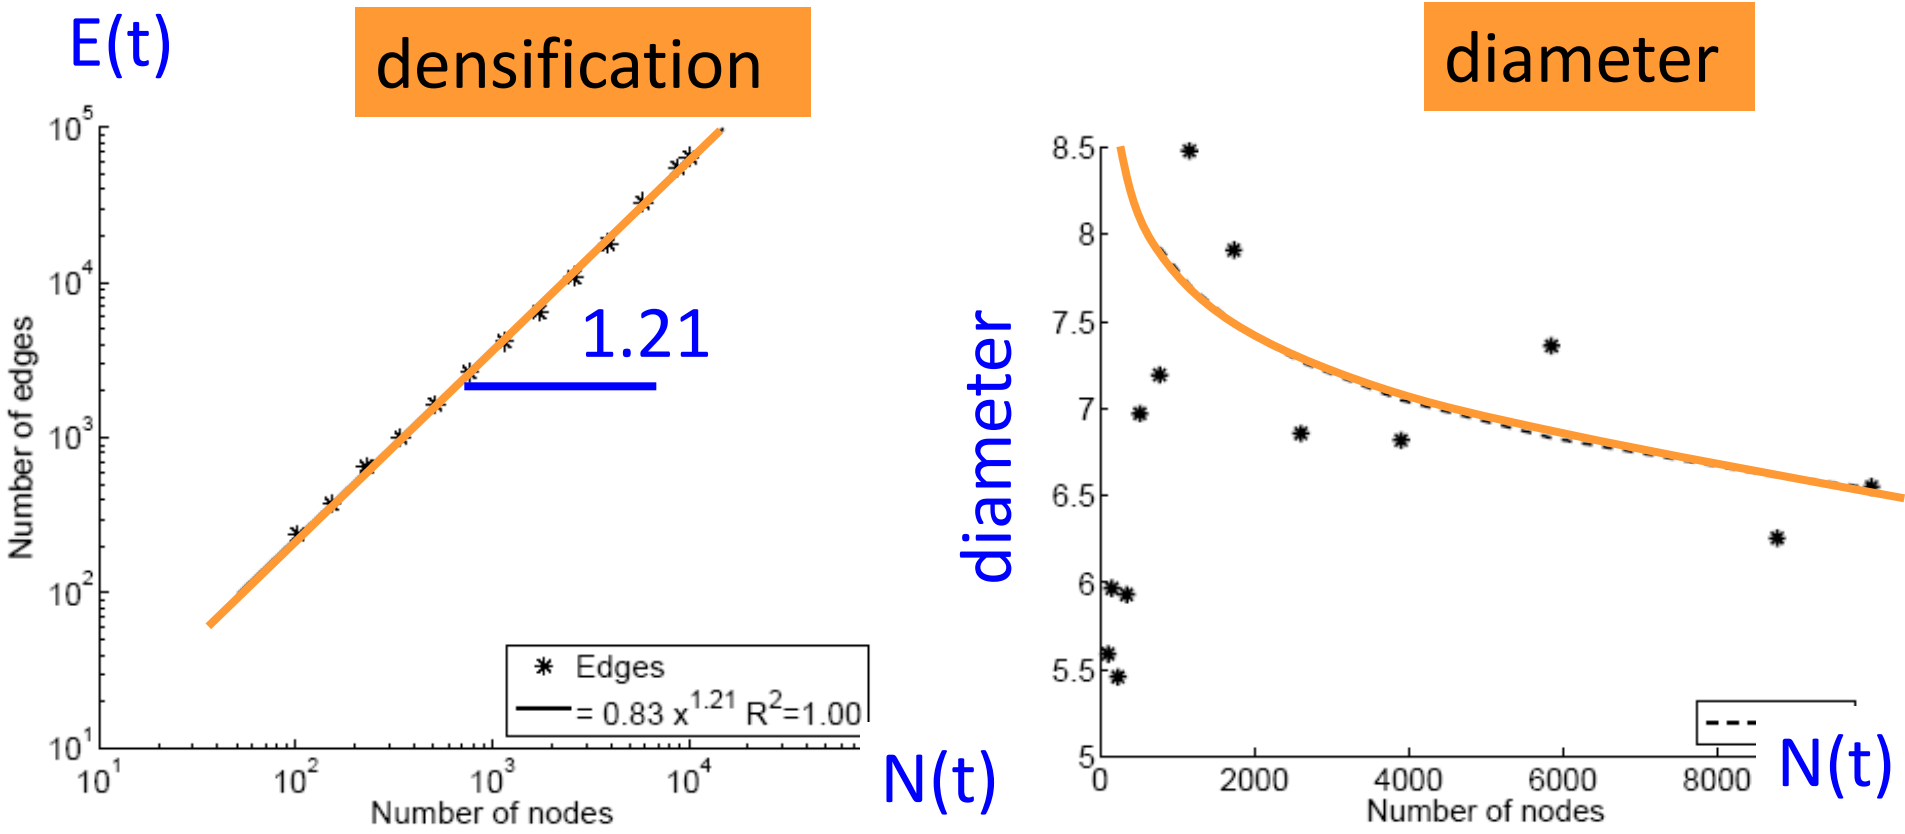 E(t)
densification
10^5
10^4
10^3
10^2
10^1
Number of edges
1.21
Edges
= 0.83 x^1.21 R^2=1.00
10^1 10^2 10^3 10^4
Number of nodes
N(t)
diameter
8.5
8
7.5
7
6.5
6
5.5
5
diameter
0 2000 4000 6000 8000
Number of nodes
N(t)